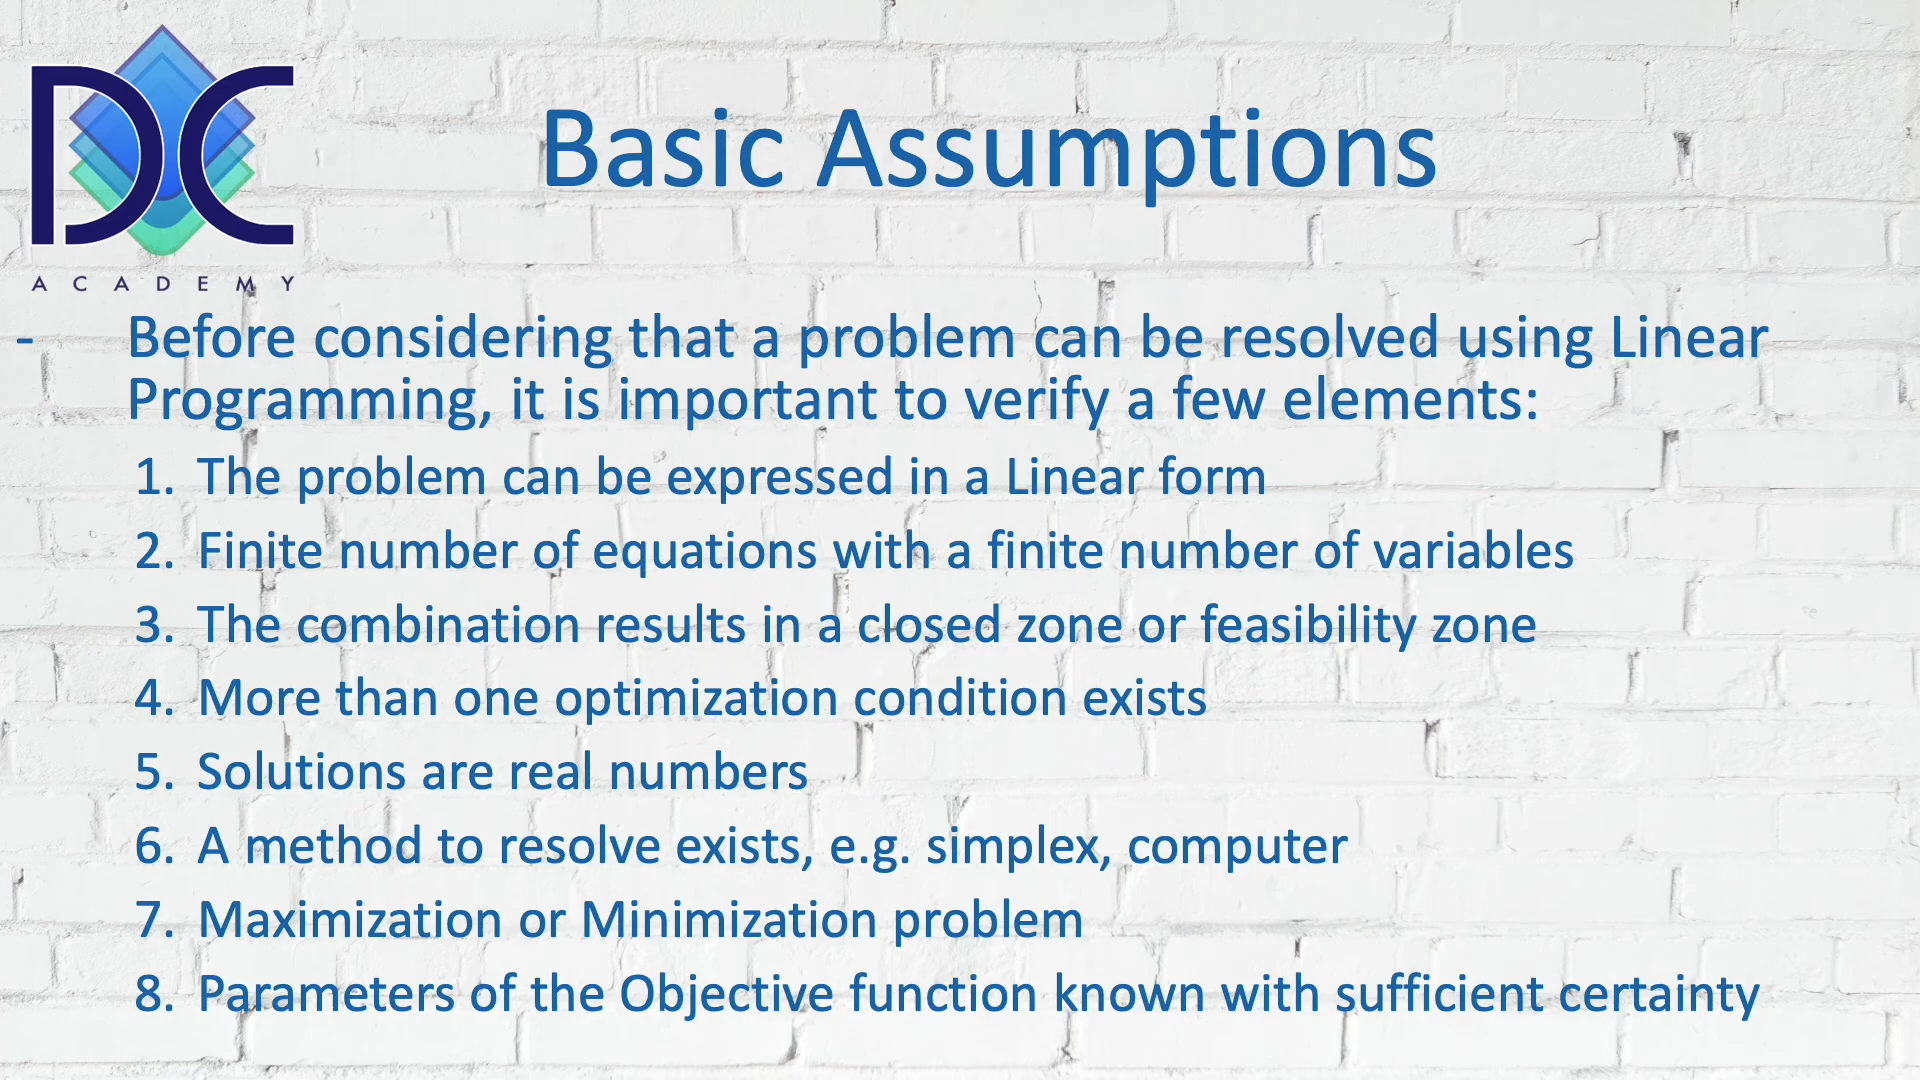 DC
ACADEMY
Basic Assumptions
- Before considering that a problem can be resolved using Linear
Programming, it is important to verify a few elements:
1. The problem can be expressed in a Linear form
2. Finite number of equations with a finite number of variables
3. The combination results in a closed zone or feasibility zone
4. More than one optimization condition exists
5. Solutions are real numbers
6. A method to resolve exists, e.g. simplex, computer
7. Maximization or Minimization problem
8. Parameters of the Objective function known with sufficient certainty